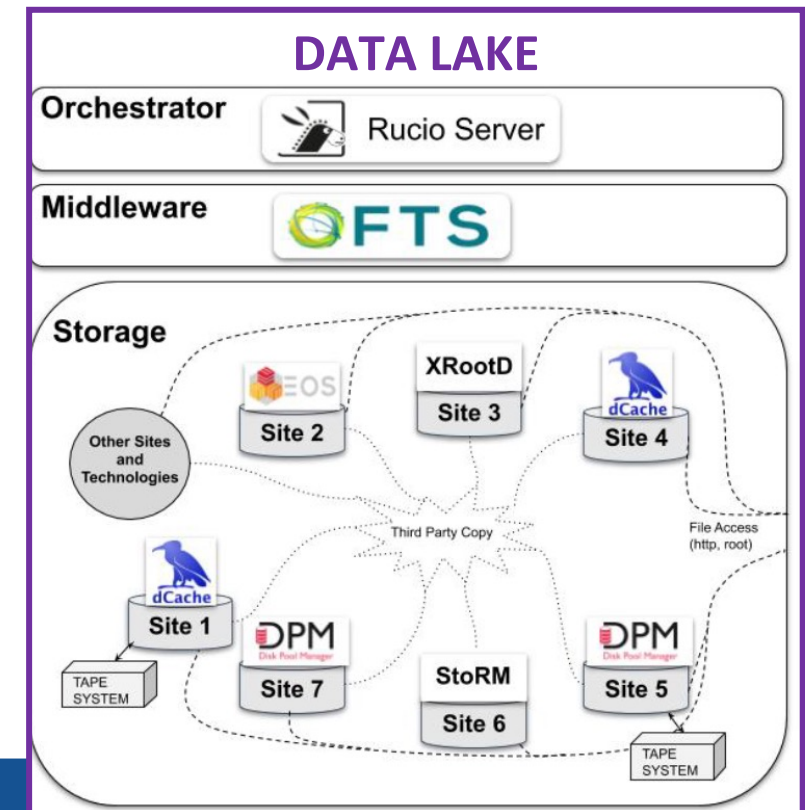 DATA LAKE
Orchestrator
Rucio Server
Middleware
FTS
Storage
EOS
Site 2
XRootD
Site 3
dCache
Site 4
Other Sites
and
Technologies
Third Party Copy
File Access
(http, root)
dCache
Site 1
TAPE
SYSTEM
DPM
Disk Pool Manager
Site 7
StoRM
Site 6
DPM
Disk Pool Manager
Site 5
TAPE
SYSTEM